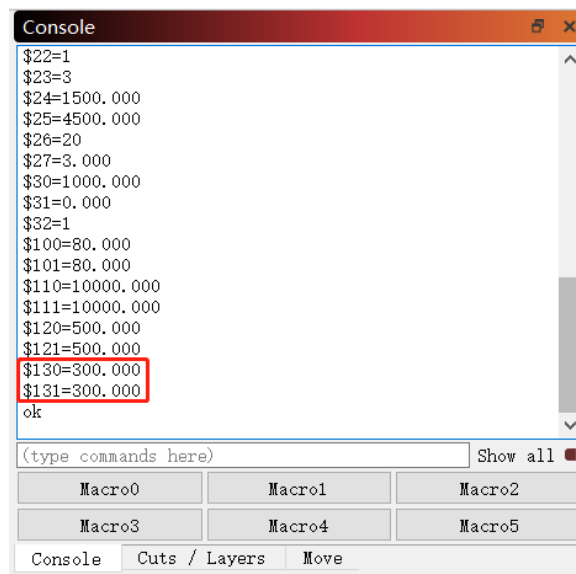 Console
$22=1
$23=3
$24=1500.000
$25=4500.000
$26=20
$27=3.000
$30=1000.000
$31=0.000
$32=1
$100=80.000
$101=80.000
$110=10000.000
$111=10000.000
$120=500.000
$121=500.000
$130=300.000
$131=300.000
ok
(type commands here) Show all
Macro0 Macro1 Macro2
Macro3 Macro4 Macro5
Console Cuts / Layers Move